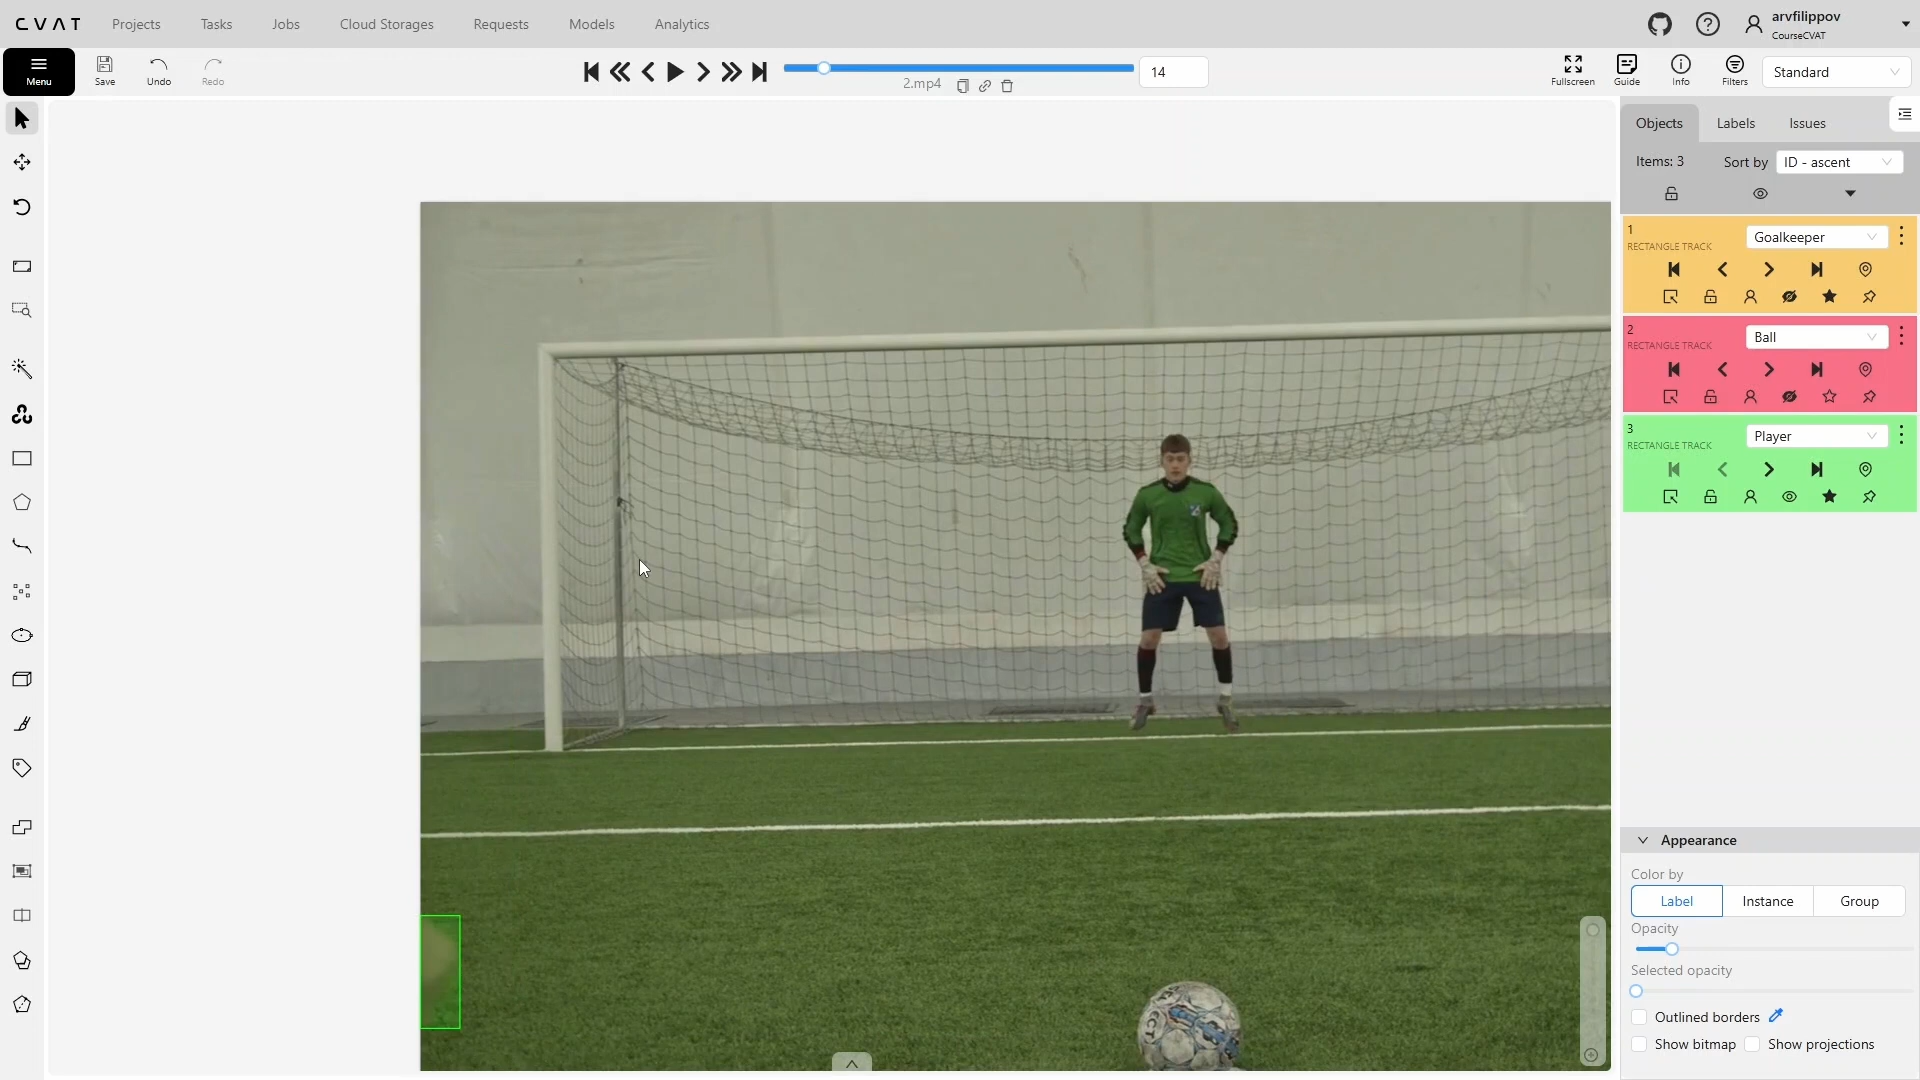 CVAT Projects Tasks Jobs Cloud Storages Requests Models Analytics arvfilippov
CourseCVAT
Menu Save Undo Redo 2.mp4 14 Fullscreen Guide Info Filters Standard
Objects Labels Issues
Items: 3 Sort by ID - ascent
1 Goalkeeper
RECTANGLE TRACK
2 Ball
RECTANGLE TRACK
3 Player
RECTANGLE TRACK
Appearance
Color by
Label Instance Group
Opacity
Selected opacity
Outlined borders
Show bitmap Show projections